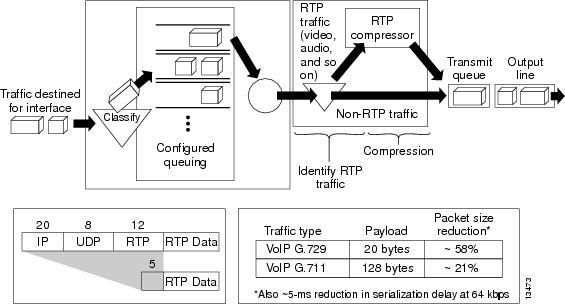 RTP
traffic
(video,
audio,
and so
on)
RTP
compressor
Transmit
queue
Output
line
Traffic destined
for interface
Classify
Non-RTP traffic
Configured
queuing
Identify RTP
traffic
Compression
20 8 12
IP UDP RTP RTP Data
5
RTP Data
Traffic type Payload Packet size
reduction*
VoIP G.729 20 bytes ~ 58%
VoIP G.711 128 bytes ~ 21%
*Also ~5-ms reduction in serialization delay at 64 kbps
13473